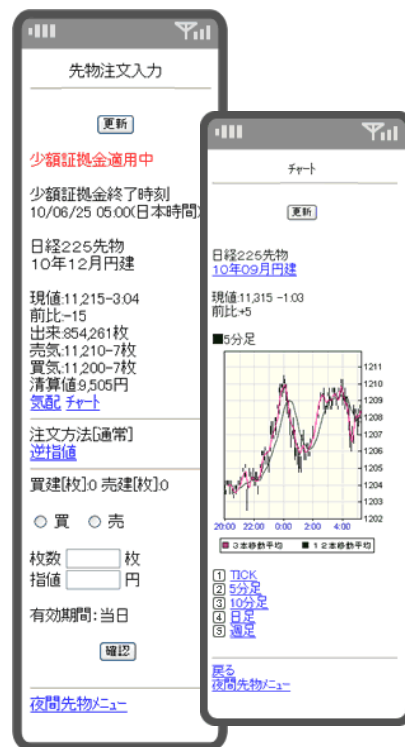 先物注文入力
更新
少額証拠金適用中
少額証拠金終了時刻
10/06/25 05:00(日本時間)
日経225先物
10年12月円建
現値:11,215-3:04
前比:-15
出来:854,261枚
売気:11,210-7枚
買気:11,200-7枚
清算値9,505円
気配 チャート
注文方法[通常]
逆指値
買建[枚]:0 売建[枚]:0
買 売
枚数 枚
指値 円
有効期間:当日
確認
夜間先物メニュー
チャート
更新
日経225先物
10年09月円建
現値:11,315 -1:03
前比:+5
■5分足
1211
1210
1209
1208
1207
1206
1205
1204
1203
1202
20:00 22:00 0:00 2:00 4:00
■3本移動平均 ■12本移動平均
1 TICK
2 5分足
3 10分足
4 日足
5 週足
戻る
夜間先物メニュー